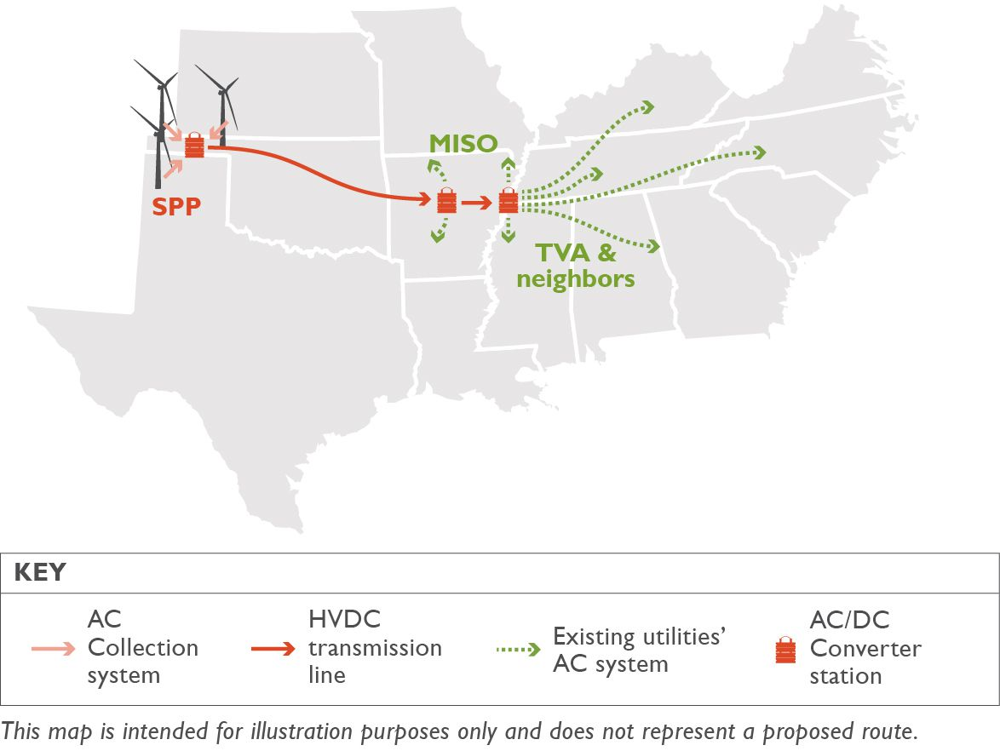 MISO
SPP
TVA &
neighbors
KEY
AC
Collection
system
HVDC
transmission
line
Existing utilities’
AC system
AC/DC
Converter
station
This map is intended for illustration purposes only and does not represent a proposed route.